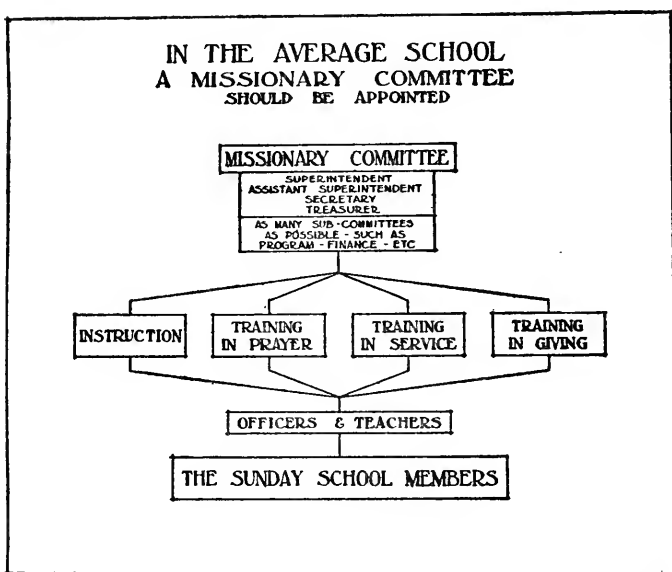 IN THE AVERAGE SCHOOL
A MISSIONARY COMMITTEE
SHOULD BE APPOINTED
MISSIONARY COMMITTEE
SUPERINTENDENT
ASSISTANT SUPERINTENDENT
SECRETARY
TREASURER
AS MANY SUB-COMMITTEES
AS POSSIBLE - SUCH AS
PROGRAM - FINANCE - ETC
INSTRUCTION
TRAINING
IN PRAYER
TRAINING
IN SERVICE
TRAINING
IN GIVING
OFFICERS & TEACHERS
THE SUNDAY SCHOOL MEMBERS